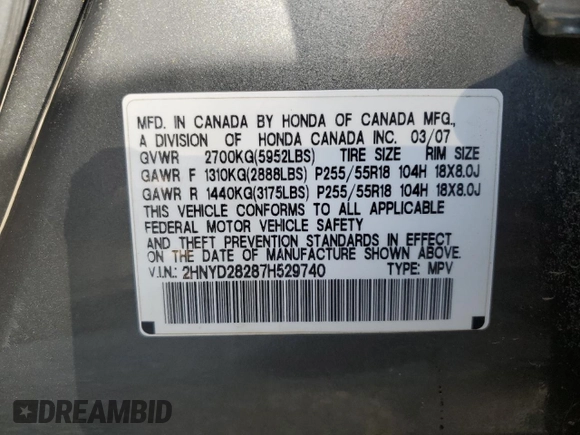 MFD. IN CANADA BY HONDA OF CANADA MFG.,
A DIVISION OF HONDA CANADA INC. 03/07
GVWR 2700KG(5952LBS) TIRE SIZE RIM SIZE
GAWR F 1310KG(2888LBS) P255/55R18 104H 18X8.0J
GAWR R 1440KG(3175LBS) P255/55R18 104H 18X8.0J
THIS VEHICLE CONFORMS TO ALL APPLICABLE
FEDERAL MOTOR VEHICLE SAFETY
AND THEFT PREVENTION STANDARDS IN EFFECT
ON THE DATE OF MANUFACTURE SHOWN ABOVE.
V.I.N.: 2HNYD28287H529740 TYPE: MPV
DREAMBID